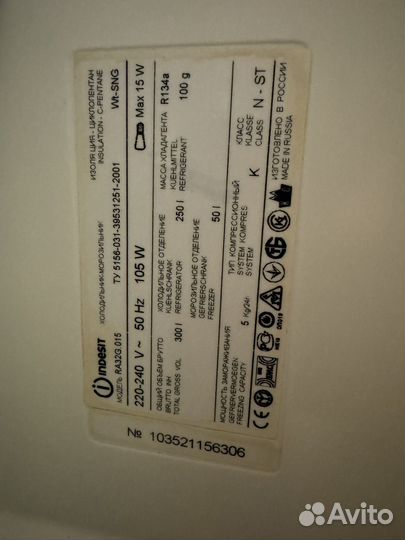 INDESIT
ХОЛОДИЛЬНИК-МОРОЗИЛЬНИК
ИЗОЛЯЦИЯ - ЦИКЛОПЕНТАН
INSULATION - C-PENTANE
МОДЕЛЬ RA32G 015
ТУ 5156-031-39531251-2001
Wt-SNG
220-240 V ~ 50 Hz 105 W
Max 15 W
ОБЩИЙ ОБЪЕМ БРУТТО
BRUTTO INH
TOTAL GROSS VOL
300 l
ХОЛОДИЛЬНОЕ ОТДЕЛЕНИЕ
KUEHLSCHRANK
REFRIGERATOR
250 l
МАССА ХЛАДАГЕНТА
KUEHLMITTEL
REFRIGERANT
R134a
100 g
МОРОЗИЛЬНОЕ ОТДЕЛЕНИЕ
GEFRIERSCHRANK
FREEZER
50 l
МОЩНОСТЬ ЗАМОРАЖИВАНИЯ
GEFRIERVERMOEGEN
FREEZING CAPACITY
5 Kg/24h
ТИП КОМПРЕССИОННЫЙ
SYSTEM KOMPRES
SYSTEM
K
КЛАСС
KLASSE
CLASS
N - ST
ИЗГОТОВЛЕНО В РОССИИ
MADE IN RUSSIA
№ 103521156306
Avito